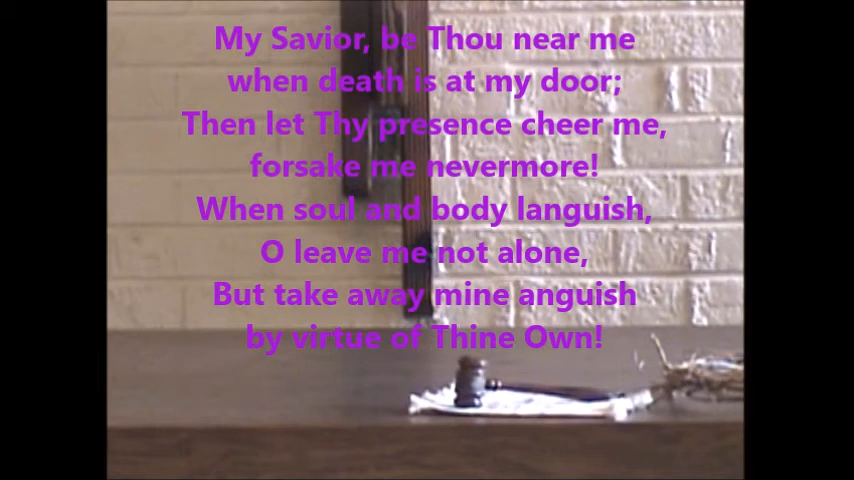 My Savior, be Thou near me
when death is at my door;
Then let Thy presence cheer me,
forsake me nevermore!
When soul and body languish,
O leave me not alone,
But take away mine anguish
by virtue of Thine Own!